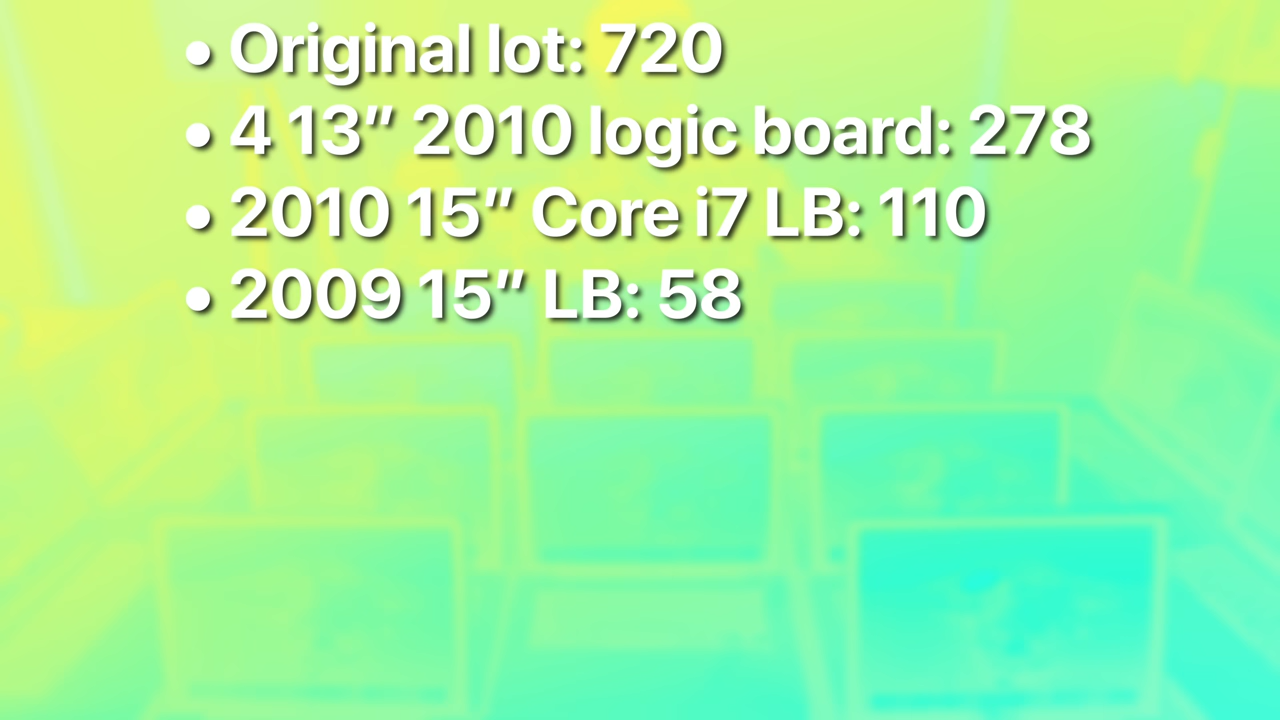 • Original lot: 720
• 4 13” 2010 logic board: 278
• 2010 15” Core i7 LB: 110
• 2009 15” LB: 58